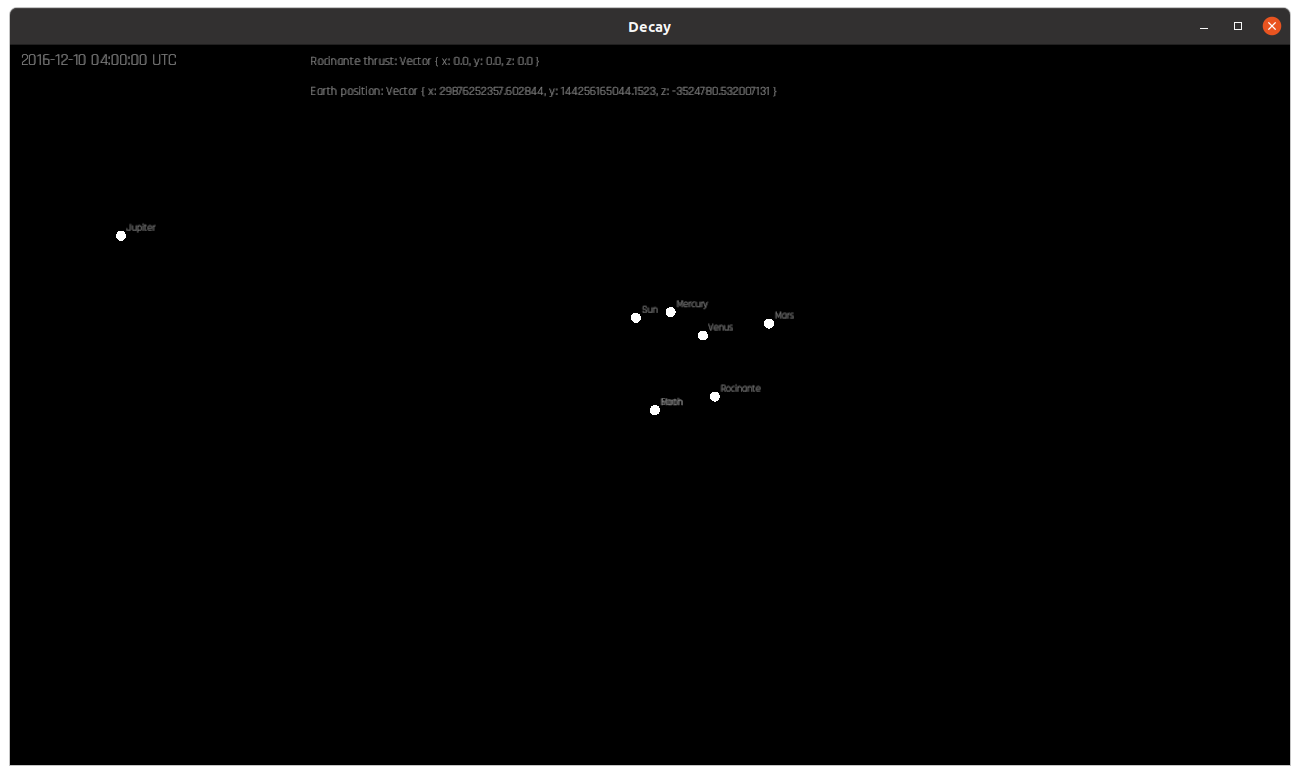 Decay
2016-12-10 04:00:00 UTC
Rocinante thrust: Vector { x: 0.0, y: 0.0, z: 0.0 }
Earth position: Vector { x: 29876252357.602844, y: 144256165044.1523, z: -3524780.532007131 }
Jupiter
Sun
Mercury
Mars
Venus
Rocinante